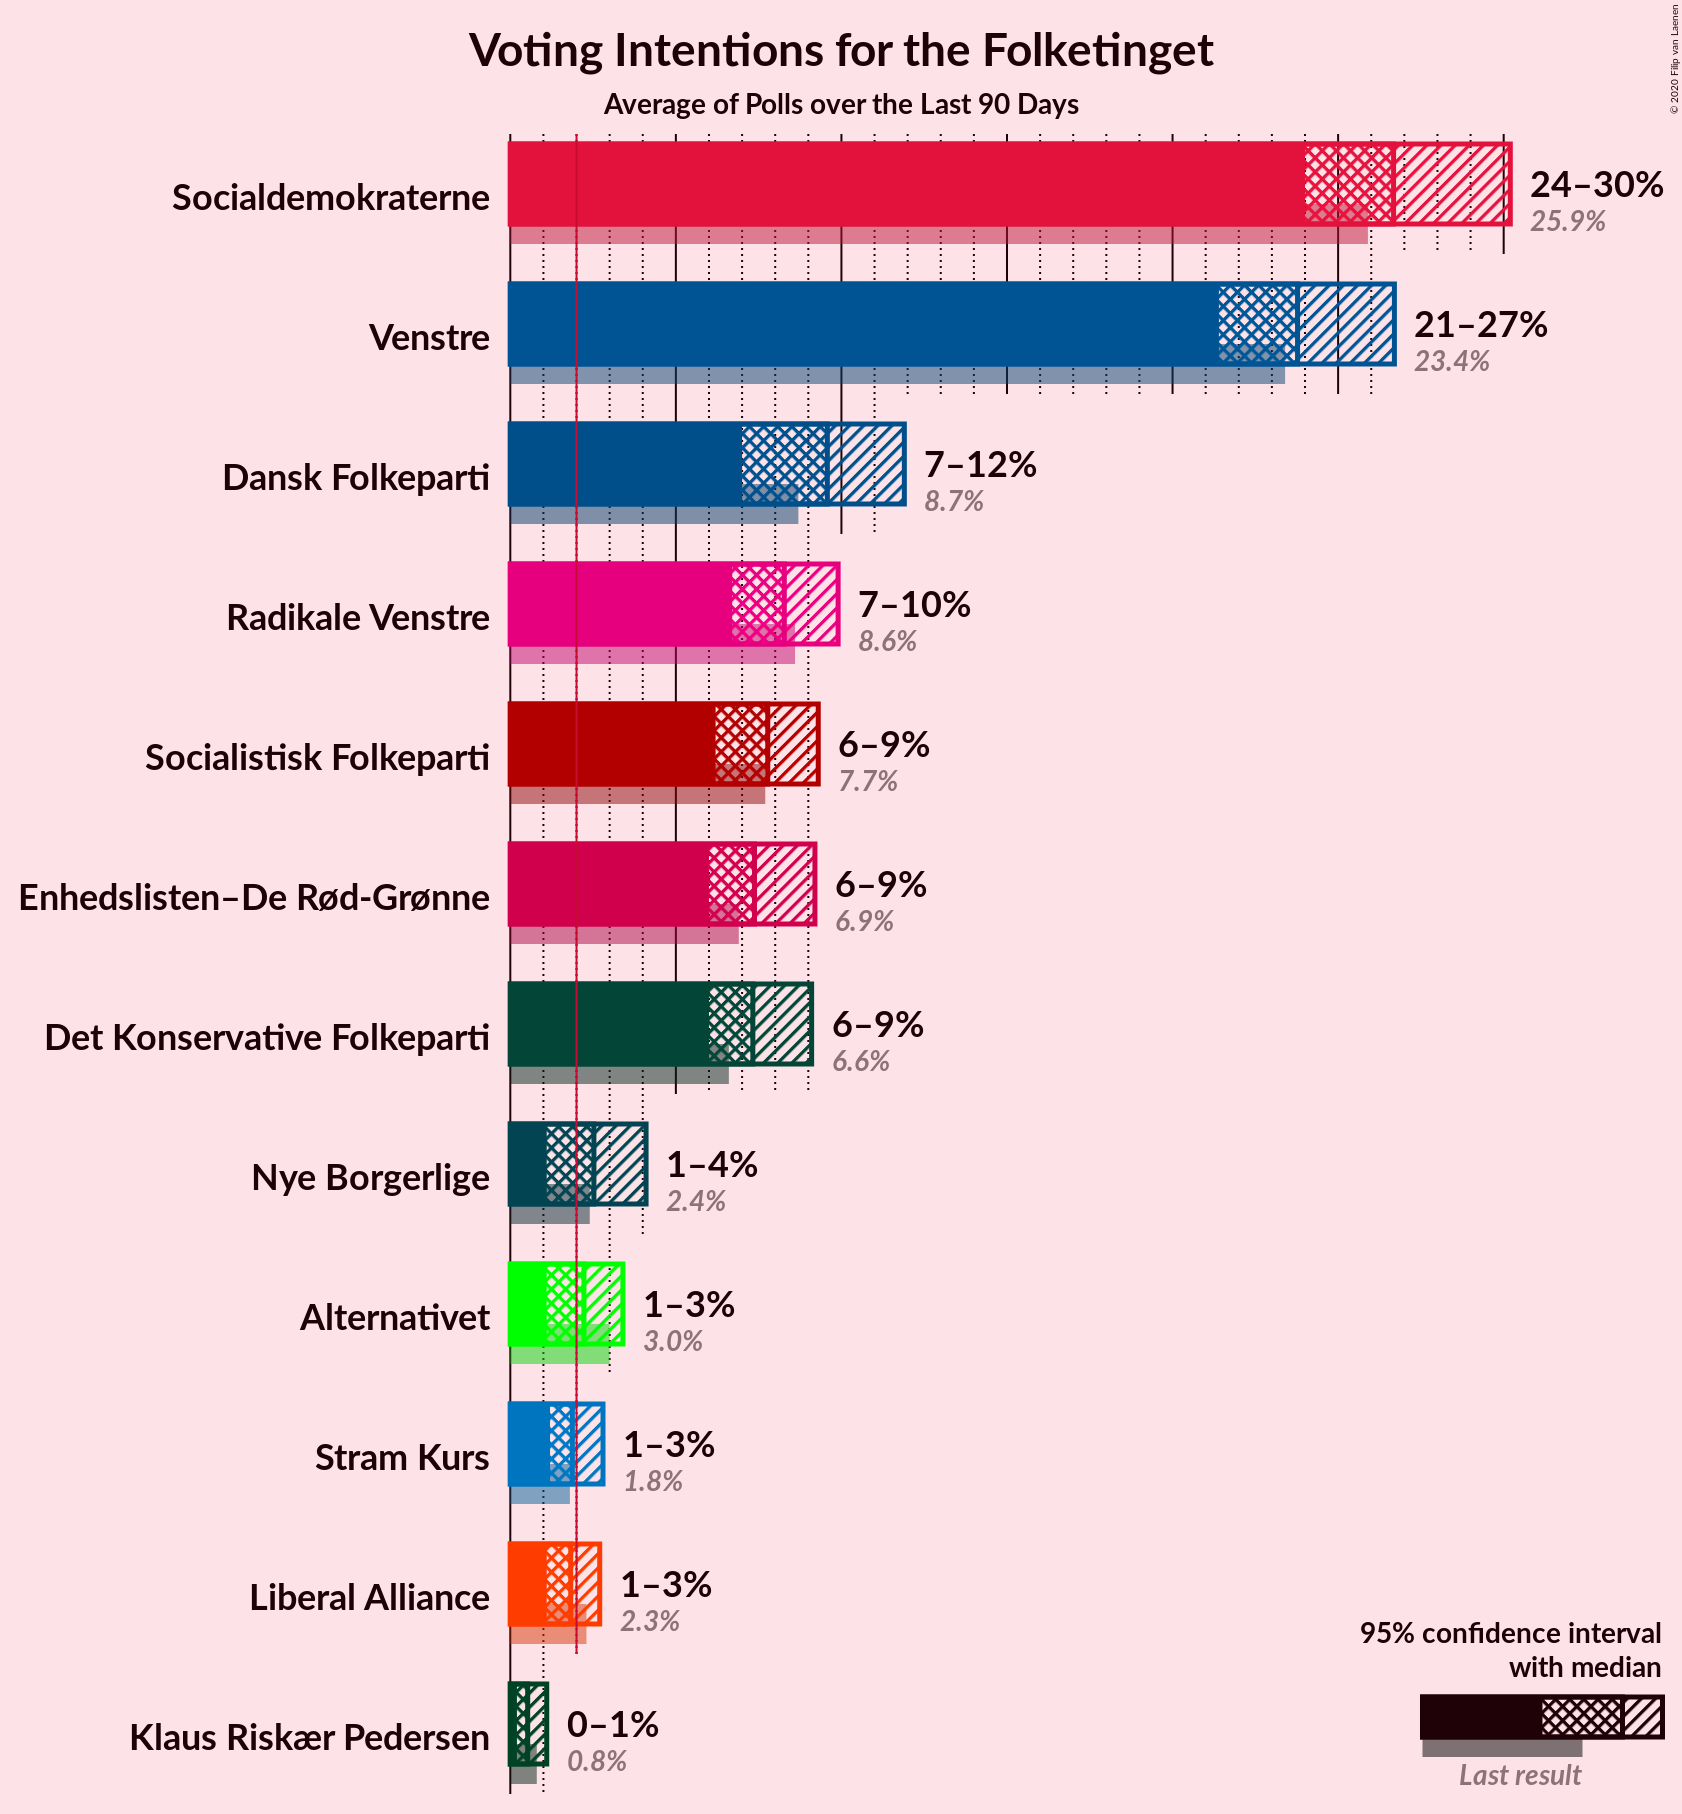 Voting Intentions for the Folketinget
Average of Polls over the Last 90 Days
© 2020 Filip van Laenen
Socialdemokraterne
24–30%
25.9%
Venstre
21–27%
23.4%
Dansk Folkeparti
7–12%
8.7%
Radikale Venstre
7–10%
8.6%
Socialistisk Folkeparti
6–9%
7.7%
Enhedslisten–De Rød-Grønne
6–9%
6.9%
Det Konservative Folkeparti
6–9%
6.6%
Nye Borgerlige
1–4%
2.4%
Alternativet
1–3%
3.0%
Stram Kurs
1–3%
1.8%
Liberal Alliance
1–3%
2.3%
Klaus Riskær Pedersen
0–1%
0.8%
95% confidence interval
with median
Last result